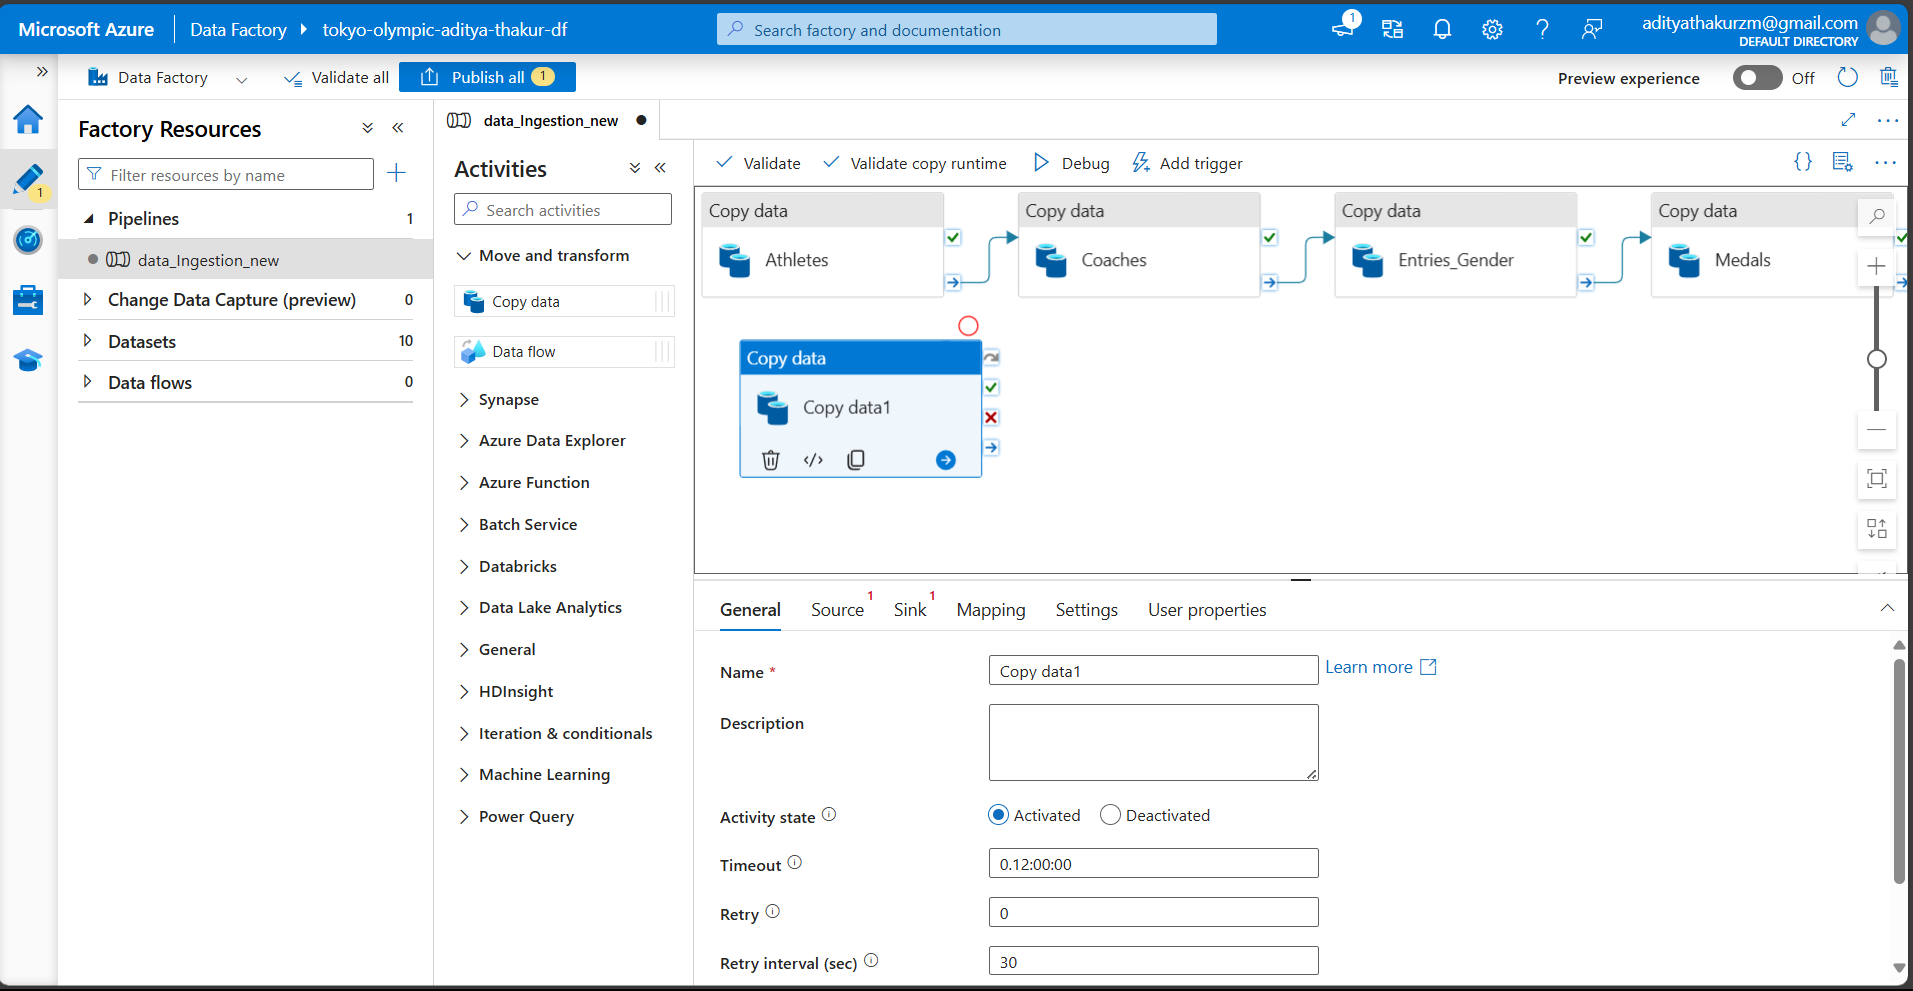 Microsoft Azure
Data Factory
tokyo-olympic-aditya-thakur-df
Search factory and documentation
1
adityathakurzm@gmail.com
DEFAULT DIRECTORY
Data Factory
Validate all
Publish all 1
Preview experience
Off
1
Factory Resources
Filter resources by name
Pipelines 1
data_Ingestion_new
Change Data Capture (preview) 0
Datasets 10
Data flows 0
data_Ingestion_new
Activities
Search activities
Move and transform
Copy data
Data flow
Synapse
Azure Data Explorer
Azure Function
Batch Service
Databricks
Data Lake Analytics
General
HDInsight
Iteration & conditionals
Machine Learning
Power Query
Validate
Validate copy runtime
Debug
Add trigger
Copy data
Athletes
Copy data
Coaches
Copy data
Entries_Gender
Copy data
Medals
Copy data
Copy data1
General
Source 1
Sink 1
Mapping
Settings
User properties
Name *
Copy data1
Learn more
Description
Activity state
Activated
Deactivated
Timeout
0.12:00:00
Retry
0
Retry interval (sec)
30